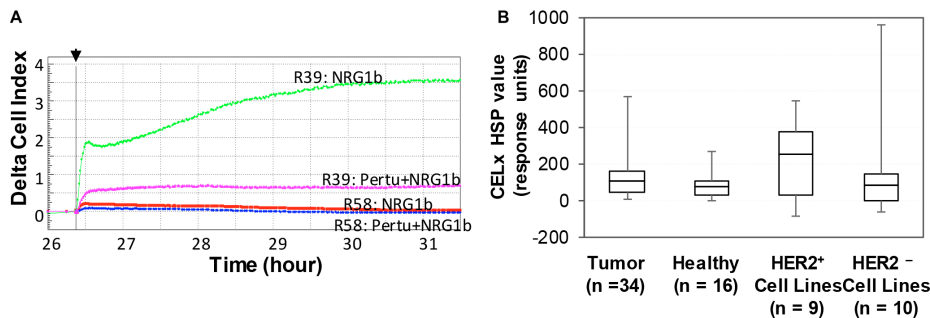 A
Delta Cell Index
4
3
2
1
0
R39: NRG1b
R39: Pertu+NRG1b
R58: NRG1b
R58: Pertu+NRG1b
26 27 28 29 30 31
Time (hour)
B
CELx HSP value
(response units)
1000
800
600
400
200
0
-200
Tumor
(n =34)
Healthy
(n = 16)
HER2+
Cell Lines
(n = 9)
HER2 –
Cell Lines
(n = 10)